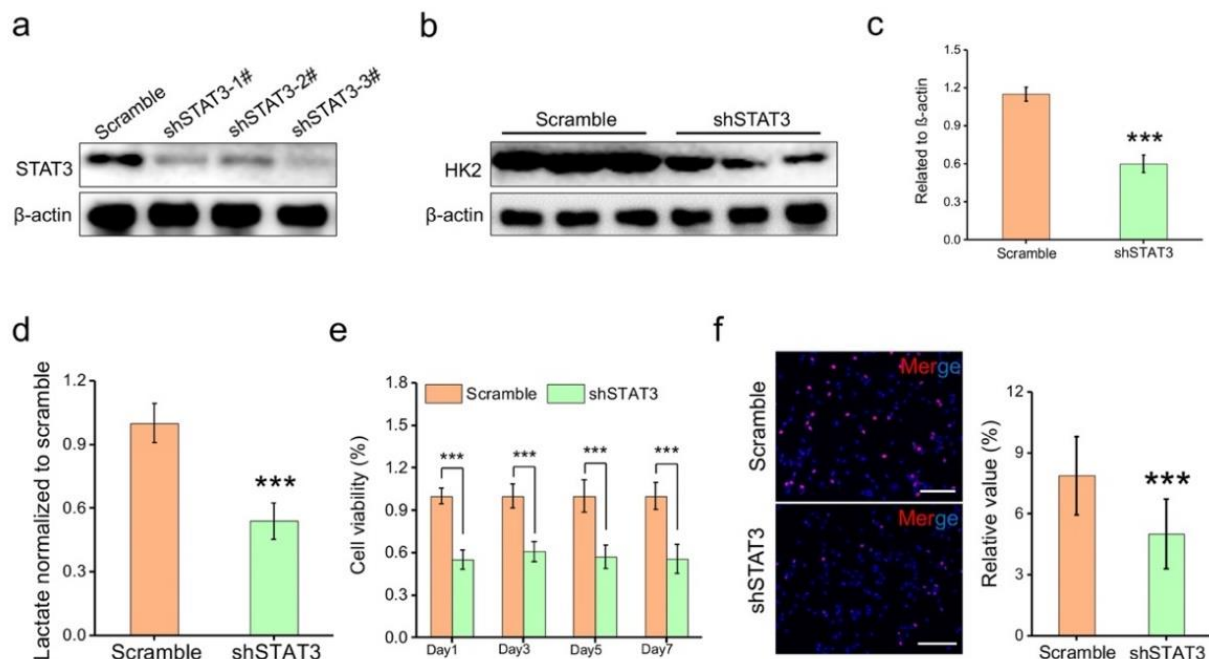 a
Scramble
shSTAT3-1#
shSTAT3-2#
shSTAT3-3#
STAT3
β-actin
b
Scramble
shSTAT3
HK2
β-actin
c
Related to ß-actin
1.5
1.2
0.9
0.6
0.3
0.0
***
Scramble
shSTAT3
d
Lactate normalized to scramble
1.2
0.9
0.6
0.3
0.0
***
Scramble
shSTAT3
e
Cell viability (%)
1.8
1.5
1.2
0.9
0.6
0.3
0.0
Scramble
shSTAT3
***
***
***
***
Day1
Day3
Day5
Day7
f
Scramble
Merge
shSTAT3
Merge
Relative value (%)
12
9
6
3
0
***
Scramble
shSTAT3